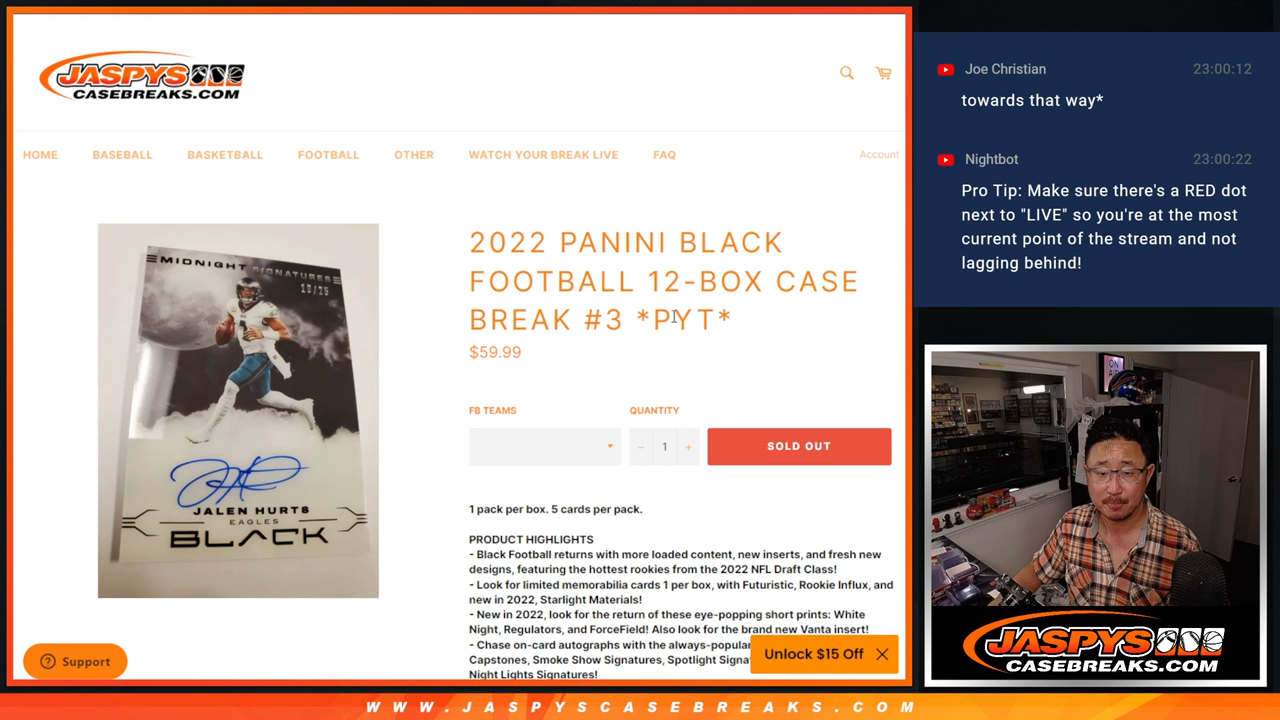 JASPYS
CASEBREAKS.COM
HOME
BASEBALL
BASKETBALL
FOOTBALL
OTHER
WATCH YOUR BREAK LIVE
FAQ
Account
MIDNIGHT SIGNATURES
JALEN HURTS
EAGLES
BLACK
2022 PANINI BLACK
FOOTBALL 12-BOX CASE
BREAK #3 *PYT*
$59.99
FB TEAMS
QUANTITY
− 1 +
SOLD OUT
1 pack per box. 5 cards per pack.
PRODUCT HIGHLIGHTS
- Black Football returns with more loaded content, new inserts, and fresh new
designs, featuring the hottest rookies from the 2022 NFL Draft Class!
- Look for limited memorabilia cards 1 per box, with Futuristic, Rookie Influx, and
new in 2022, Starlight Materials!
- New in 2022, look for the return of these eye-popping short prints: White
Night, Regulators, and ForceField! Also look for the brand new Vanta insert!
- Chase on-card autographs with the always-popular
Capstones, Smoke Show Signatures, Spotlight Signa
Night Lights Signatures!
Support
Unlock $15 Off
Joe Christian 23:00:12
towards that way*
Nightbot 23:00:22
Pro Tip: Make sure there's a RED dot
next to "LIVE" so you're at the most
current point of the stream and not
lagging behind!
ON
JASPYS
CASEBREAKS.COM
WWW.JASPYSCASEBREAKS.COM